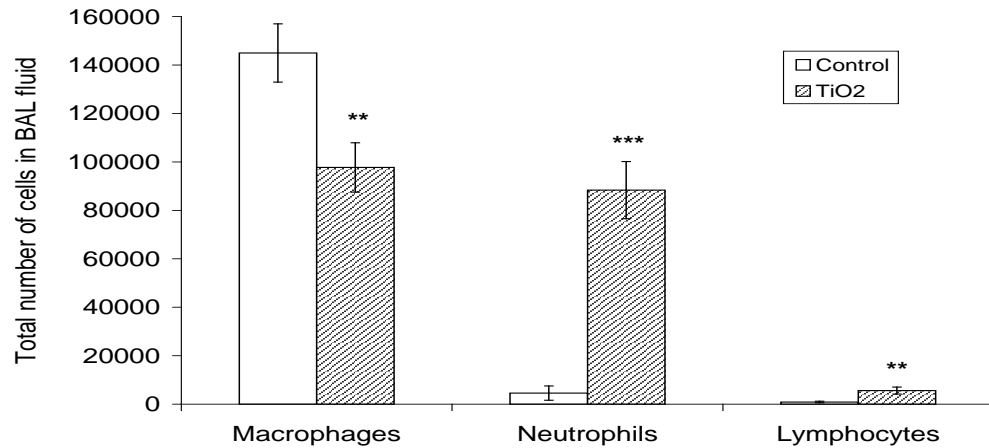 Total number of cells in BAL fluid
160000
140000
120000
100000
80000
60000
40000
20000
0
**
***
**
Control
TiO2
Macrophages
Neutrophils
Lymphocytes